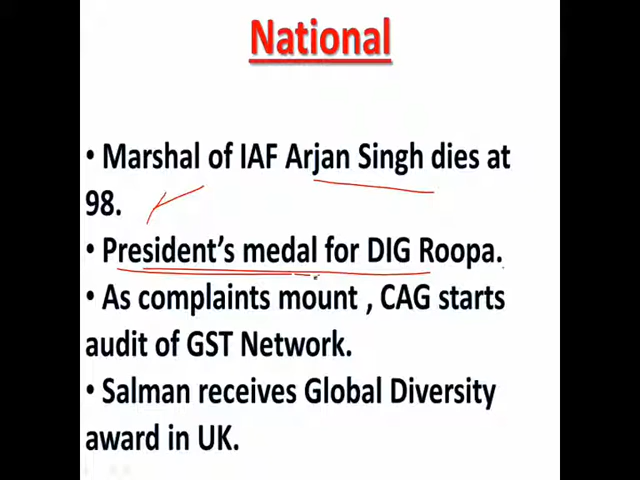 National
• Marshal of IAF Arjan Singh dies at
98.
• President's medal for DIG Roopa.
• As complaints mount , CAG starts
audit of GST Network.
• Salman receives Global Diversity
award in UK.